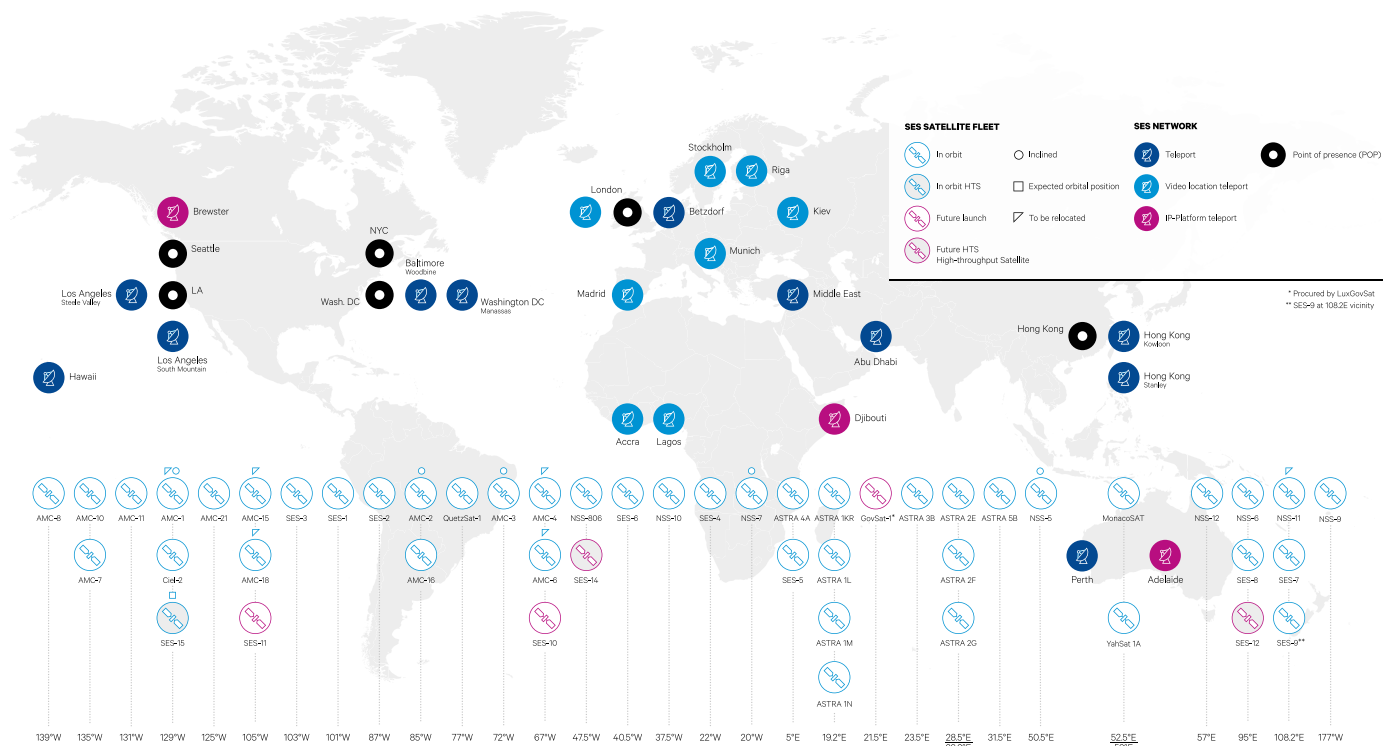 Stockholm
Riga
London
Brewster
Betzdorf
Kiev
Seattle
NYC
Munich
Baltimore
Woodbine
Los Angeles
Steele Valley
LA
Wash. DC
Washington DC
Manassas
Madrid
Middle East
Los Angeles
South Mountain
Abu Dhabi
Hong Kong
Hong Kong
Kowloon
Hawaii
Hong Kong
Stanley
Accra
Lagos
Djibouti
SES SATELLITE FLEET
In orbit
Inclined
In orbit HTS
Expected orbital position
Future launch
To be relocated
Future HTS
High-throughput Satellite
SES NETWORK
Teleport
Point of presence (POP)
Video location teleport
IP-Platform teleport
* Procured by LuxGovSat
** SES-9 at 108.2E vicinity
AMC-8 AMC-10 AMC-11 AMC-1 AMC-21 AMC-15 SES-3 SES-1 SES-2 AMC-2 QuetzSat-1 AMC-3 AMC-4 NSS-806 SES-6 NSS-10 SES-4 NSS-7 ASTRA 4A ASTRA 1KR GovSat-1* ASTRA 3B ASTRA 2E ASTRA 5B NSS-5 MonacoSAT NSS-12 NSS-6 NSS-11 NSS-9
AMC-7 Ciel-2 AMC-18 AMC-16 AMC-6 SES-14 SES-5 ASTRA 1L ASTRA 2F Perth Adelaide SES-8 SES-7
SES-15 SES-11 SES-10 ASTRA 1M ASTRA 2G YahSat 1A SES-12 SES-9**
ASTRA 1N
139°W 135°W 131°W 129°W 125°W 105°W 103°W 101°W 87°W 85°W 77°W 72°W 67°W 47.5°W 40.5°W 37.5°W 22°W 20°W 5°E 19.2°E 21.5°E 23.5°E 28.5°E 31.5°E 50.5°E 52.5°E 57°E 95°E 108.2°E 177°W